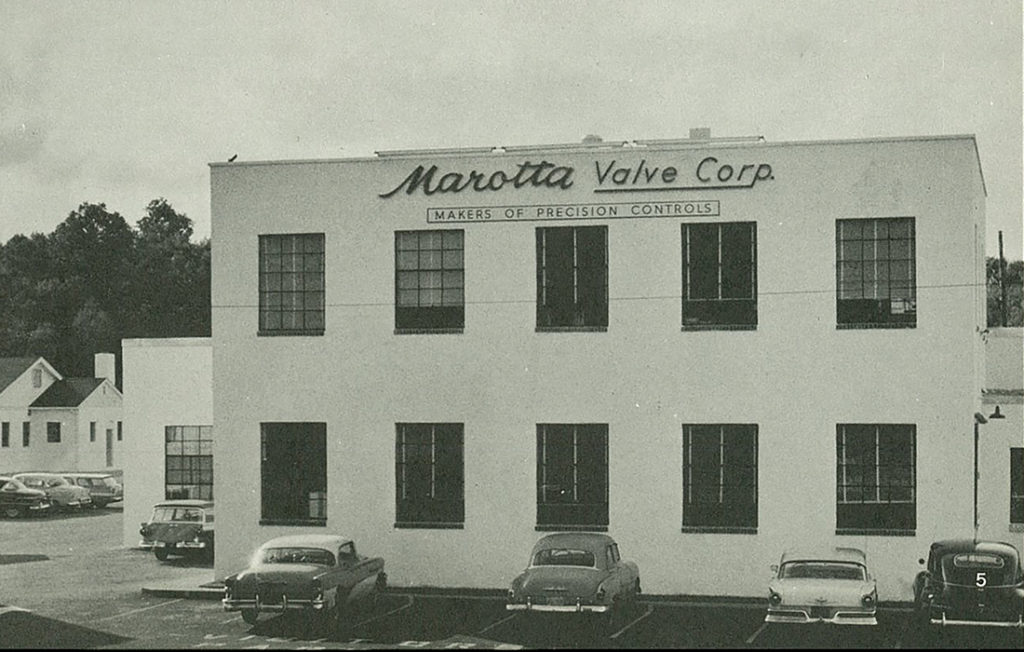 Marotta Valve Corp.
MAKERS OF PRECISION CONTROLS
5